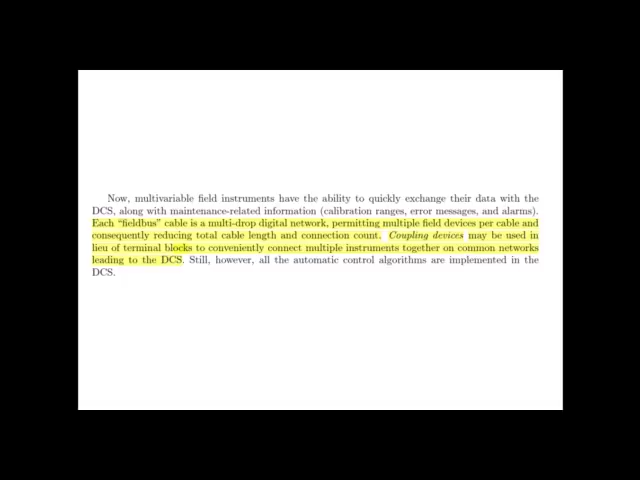 Now, multivariable field instruments have the ability to quickly exchange their data with the
DCS, along with maintenance-related information (calibration ranges, error messages, and alarms).
Each “fieldbus” cable is a multi-drop digital network, permitting multiple field devices per cable and
consequently reducing total cable length and connection count. Coupling devices may be used in
lieu of terminal blocks to conveniently connect multiple instruments together on common networks
leading to the DCS. Still, however, all the automatic control algorithms are implemented in the
DCS.